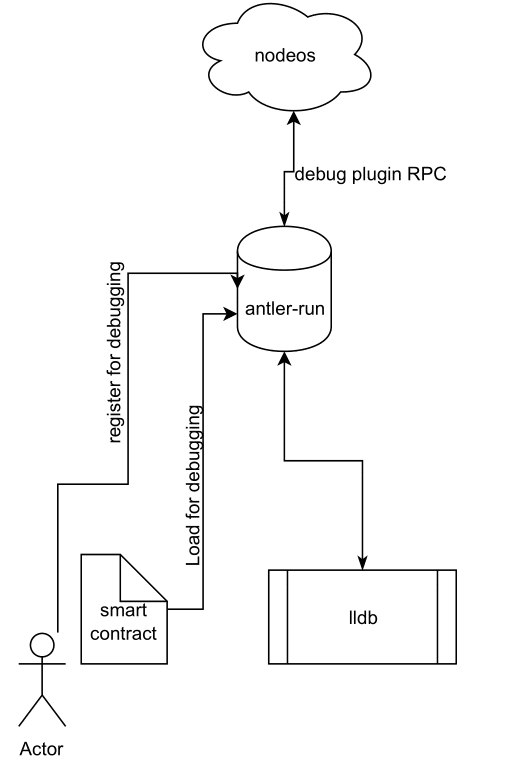 nodeos
debug plugin RPC
antler-run
register for debugging
Load for debugging
smart
contract
lldb
Actor